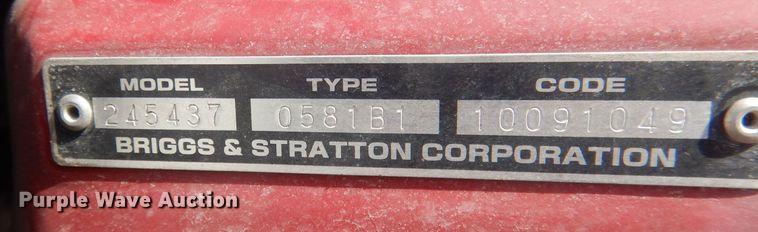 MODEL TYPE CODE
245437 0581B1 10091049
BRIGGS & STRATTON CORPORATION
Purple Wave Auction